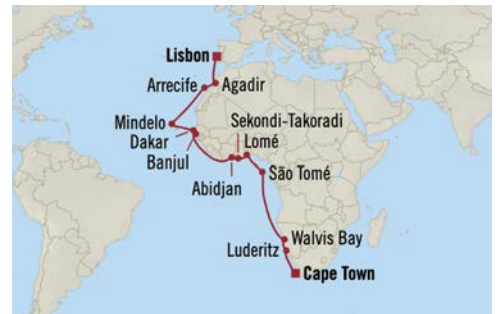 Lisbon
Arrecife
Agadir
Mindelo
Sekondi-Takoradi
Dakar
Lomé
Banjul
São Tomé
Abidjan
Walvis Bay
Luderitz
Cape Town